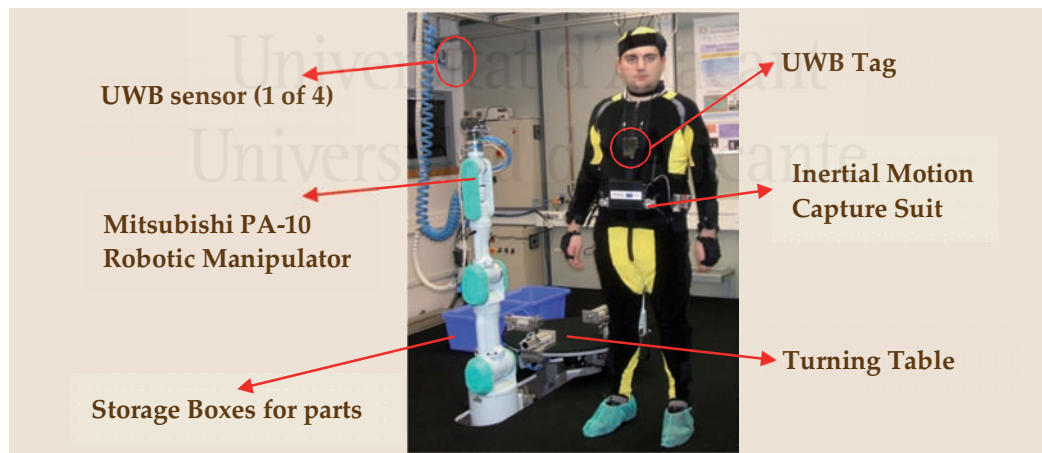 Universitat
UWB sensor (1 of 4)
UWB Tag
Mitsubishi PA-10
Robotic Manipulator
Inertial Motion
Capture Suit
Storage Boxes for parts
Turning Table